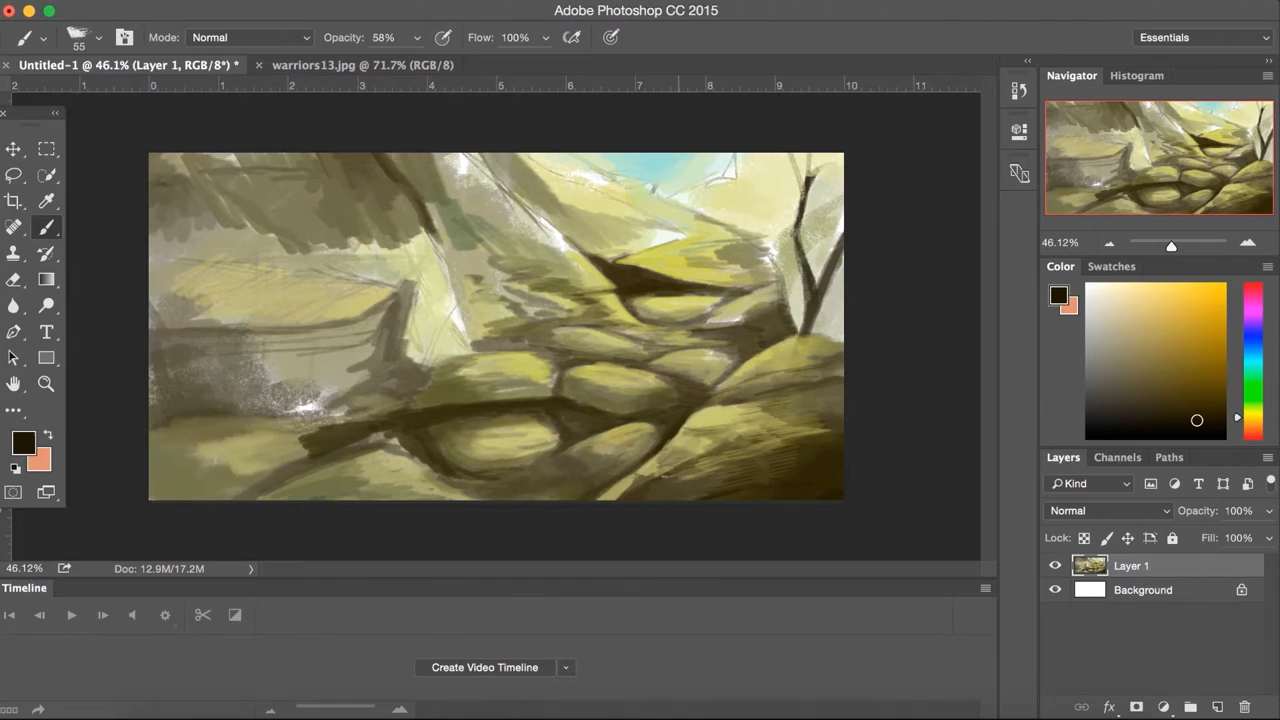 Adobe Photoshop CC 2015
55
Mode: Normal
Opacity: 58%
Flow: 100%
Essentials
Untitled-1 @ 46.1% (Layer 1, RGB/8*) *
warriors13.jpg @ 71.7% (RGB/8)
2 1 0 1 2 3 4 5 6 7 8 9 10 11
Navigator Histogram
46.12%
Color Swatches
Layers Channels Paths
Kind
Normal Opacity: 100%
Lock: Fill: 100%
Layer 1
Background
46.12% Doc: 12.9M/17.2M
Timeline
Create Video Timeline
fx